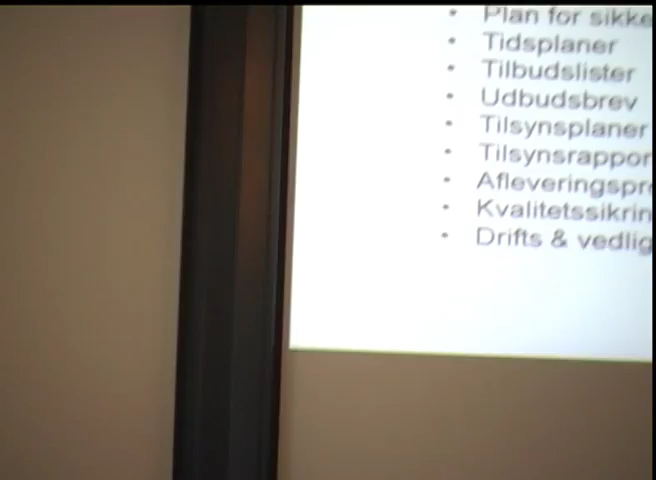 • Plan for sikke
• Tidsplaner
• Tilbudslister
• Udbudsbrev
• Tilsynsplaner
• Tilsynsrappor
• Afleveringspr
• Kvalitetssikrin
• Drifts & vedlig